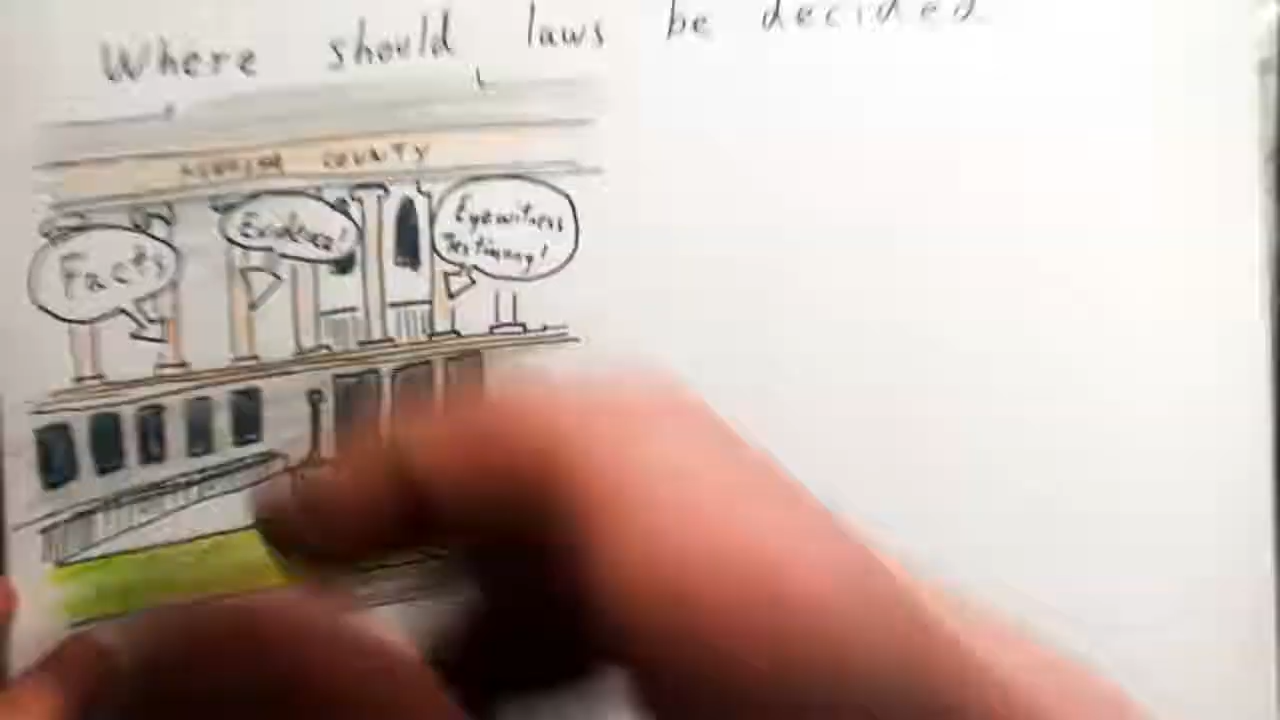 Where should laws be decided
COUNTY
Facts
Evidence!
Eyewitness
Testimony!